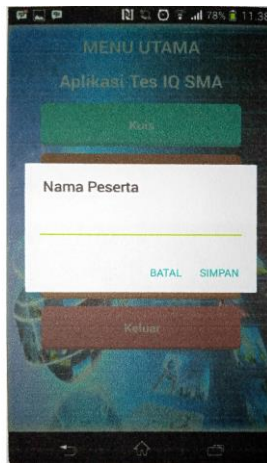 78% 11.38
MENU UTAMA
Aplikasi Tes IQ SMA
Kuis
Nama Peserta
BATAL SIMPAN
Keluar